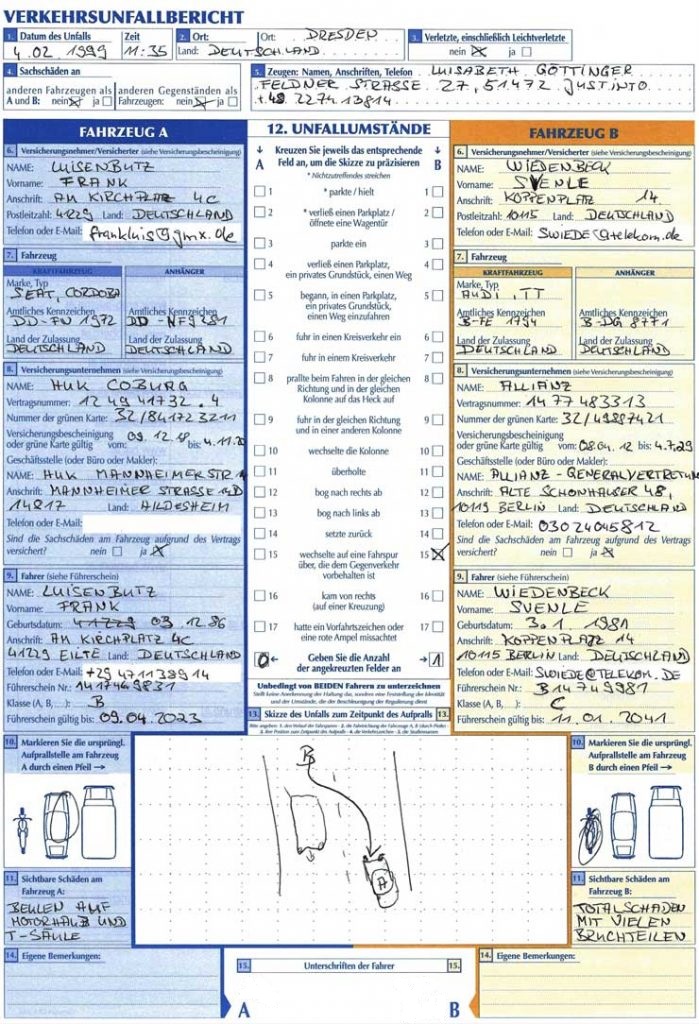 VERKEHRSUNFALLBERICHT
1. Datum des Unfalls Zeit
4.02.1999 11:35
2. Ort: Ort: DRESDEN
Land: DEUTSCHLAND
3. Verletzte, einschließlich Leichtverletzte
nein ja
4. Sachschäden an
anderen Fahrzeugen als anderen Gegenständen als
A und B: nein ja Fahrzeugen: nein ja
5. Zeugen: Namen, Anschriften, Telefon LUISABETH GÖTTINGER
FELDNER STRASSE 27, 51472 JUSTINTO
+49 2274 13814
FAHRZEUG A
6. Versicherungsnehmer/Versicherter (siehe Versicherungsbescheinigung)
NAME: LUISENBUTZ
Vorname: FRANK
Anschrift: AM KIRCHPLATZ 4C
Postleitzahl: 41229 Land: DEUTSCHLAND
Telefon oder E-Mail: frankluis@gmx.de
7. Fahrzeug
KRAFTFAHRZEUG ANHÄNGER
Marke, Typ
SEAT, CORDOBA
Amtliches Kennzeichen Amtliches Kennzeichen
DD-FN 1972 DD-NF9281
Land der Zulassung Land der Zulassung
DEUTSCHLAND DEUTSCHLAND
8. Versicherungsunternehmen (siehe Versicherungsbescheinigung)
NAME: HUK COBURG
Vertragsnummer: 12 49 41732.4
Nummer der grünen Karte: 32/841723211
Versicherungsbescheinigung
oder grüne Karte gültig vom: 09.12.18 bis:
Geschäftsstelle (oder Büro oder Makler):
NAME: HUK MANNHEIMER STR
Anschrift: MANNHEIMER STRASSE
14817 Land: HILDESHEIM
Telefon oder E-Mail:
Sind die Sachschäden am Fahrzeug aufgrund des Vertrags
versichert? nein ja
9. Fahrer (siehe Führerschein)
NAME: LUISENBUTZ
Vorname: FRANK
Geburtsdatum: 03 12.86
Anschrift: AM KIRCHPLATZ 4C
41229 EILTE Land: DEUTSCHLAND
Telefon oder E-Mail: +29 4711389 14
Führerschein Nr.: 1417469831
Klasse (A, B, ): B
Führerschein gültig bis: 09.04.2023
12. UNFALLUMSTÄNDE
A Kreuzen Sie jeweils das entsprechende B
Feld an, um die Skizze zu präzisieren
* Nichtzutreffendes streichen
1 * parkte / hielt 1
2 * verließ einen Parkplatz / 2
öffnete eine Wagentür
3 parkte ein 3
4 verließ einen Parkplatz, 4
ein privates Grundstück, einen Weg
5 begann, in einen Parkplatz, 5
ein privates Grundstück,
einen Weg einzufahren
6 fuhr in einen Kreisverkehr ein 6
7 fuhr in einem Kreisverkehr 7
8 prallte beim Fahren in der gleichen 8
Richtung und in der gleichen
Kolonne auf das Heck auf
9 fuhr in der gleichen Richtung 9
und in einer anderen Kolonne
10 wechselte die Kolonne 10
11 überholte 11
12 bog nach rechts ab 12
13 bog nach links ab 13
14 setzte zurück 14
15 wechselte auf eine Fahrspur 15
über, die dem Gegenverkehr
vorbehalten ist
16 kam von rechts 16
(auf einer Kreuzung)
17 hatte ein Vorfahrtszeichen oder 17
eine rote Ampel missachtet
0 Geben Sie die Anzahl 1
der angekreuzten Felder an
Unbedingt von BEIDEN Fahrern zu unterzeichnen
Stellt keine Anerkennung der Haftung dar, sondern eine Feststellung der Identität
und der Umstände, die der Beschleunigung der Regulierung dient
FAHRZEUG B
6. Versicherungsnehmer/Versicherter (siehe Versicherungsbescheinigung)
NAME: WIEDENBECK
Vorname: SVENLE
Anschrift: KOPPENPLATZ 14
Postleitzahl: 10115 Land: DEUTSCHLAND
Telefon oder E-Mail: SWIEDE@telekom.de
7. Fahrzeug
KRAFTFAHRZEUG ANHÄNGER
Marke, Typ
AUDI, TT
Amtliches Kennzeichen Amtliches Kennzeichen
B-FE 1794 B-DG 8771
Land der Zulassung Land der Zulassung
DEUTSCHLAND DEUTSCHLAND
8. Versicherungsunternehmen (siehe Versicherungsbescheinigung)
NAME: ALLIANZ
Vertragsnummer: 1477483313
Nummer der grünen Karte: 32/49887421
Versicherungsbescheinigung
oder grüne Karte gültig vom: 08.04.12 bis: 4.7.29
Geschäftsstelle (oder Büro oder Makler):
NAME: ALLIANZ-GENERALVERTRETUN
Anschrift: ALTE SCHONHAUSER 48,
10119 BERLIN Land: DEUTSCHLAND
Telefon oder E-Mail: 03024045812
Sind die Sachschäden am Fahrzeug aufgrund des Vertrags
versichert? nein ja
9. Fahrer (siehe Führerschein)
NAME: WIEDENBECK
Vorname: SVENLE
Geburtsdatum: 3.01.1981
Anschrift: KOPPENPLATZ 14
10115 BERLIN Land: DEUTSCHLAND
Telefon oder E-Mail: SWIEDE@TELEKOM.DE
Führerschein Nr.: B14749981
Klasse (A, B, ): C
Führerschein gültig bis: 11.01.2041
13. Skizze des Unfalls zum Zeitpunkt des Aufpralls 13.
B
B
A
10. Markieren Sie die ursprüngl.
Aufprallstelle am Fahrzeug
A durch einen Pfeil
11. Sichtbare Schäden am
Fahrzeug A:
BEULEN AUF
MOTORHAUB UND
T-SÄULE
14. Eigene Bemerkungen:
10. Markieren Sie die ursprüngl.
Aufprallstelle am Fahrzeug
B durch einen Pfeil
11. Sichtbare Schäden am
Fahrzeug B:
TOTALSCHADEN
MIT VIELEN
BRUCHTEILEN
14. Eigene Bemerkungen:
15. Unterschriften der Fahrer 15.
A B